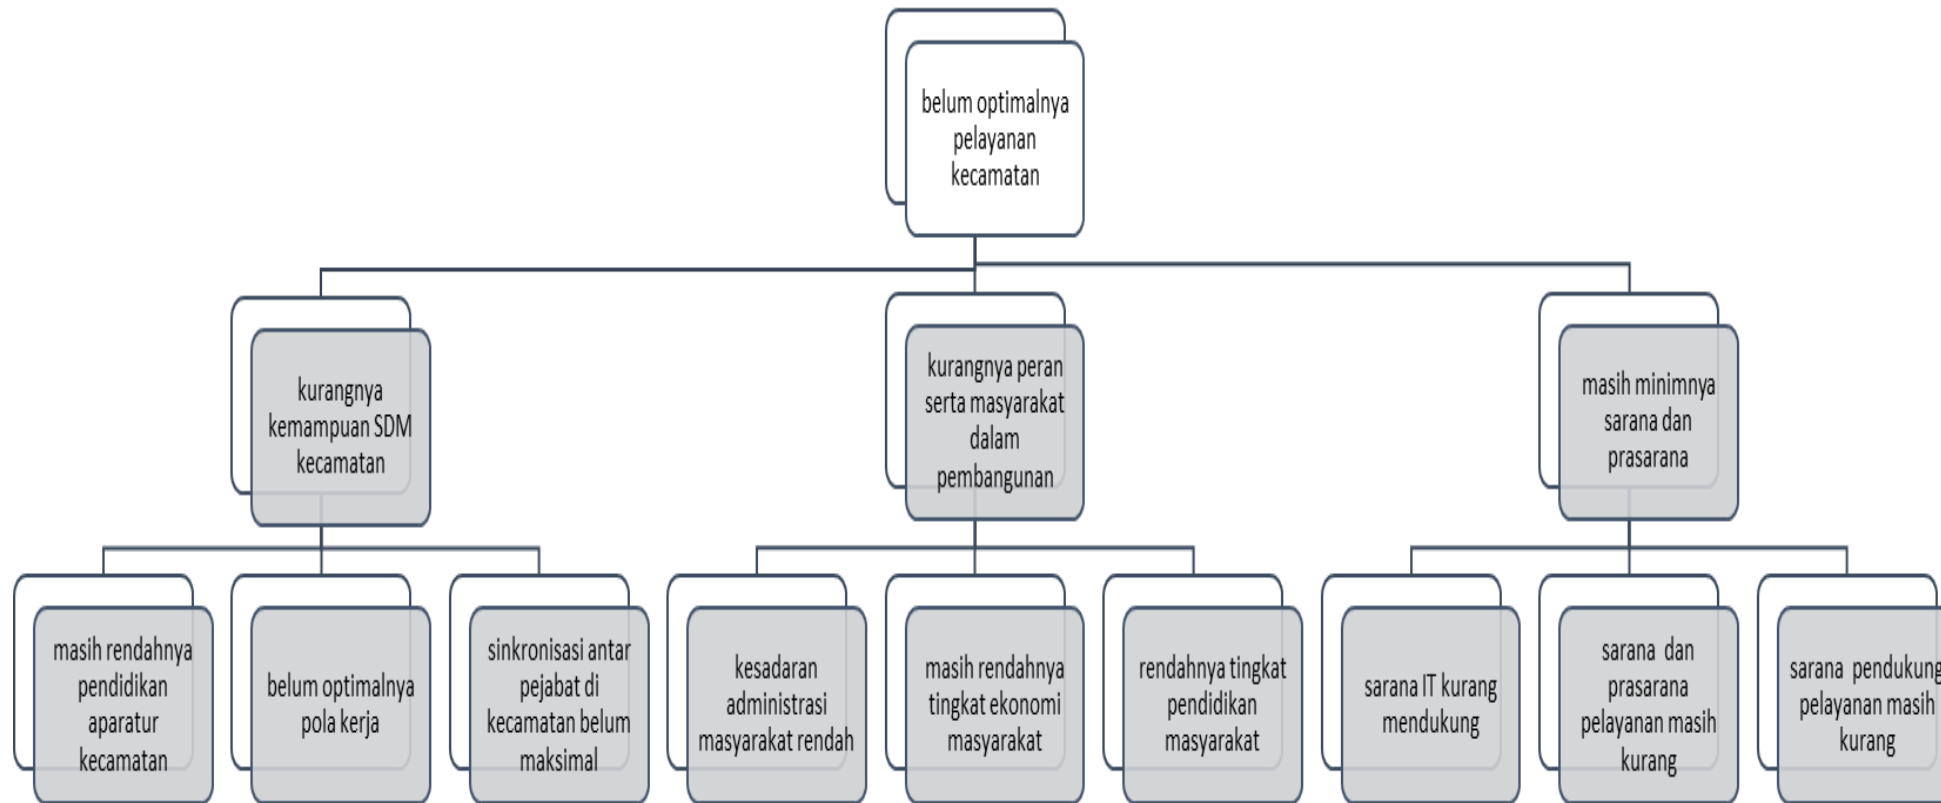 belum optimalnya
pelayanan
kecamatan
kurangnya
kemampuan SDM
kecamatan
kurangnya peran
serta masyarakat
dalam
pembangunan
masih minimnya
sarana dan
prasarana
masih rendahnya
pendidikan
aparatur
kecamatan
belum optimalnya
pola kerja
sinkronisasi antar
pejabat di
kecamatan belum
maksimal
kesadaran
administrasi
masyarakat rendah
masih rendahnya
tingkat ekonomi
masyarakat
rendahnya tingkat
pendidikan
masyarakat
sarana IT kurang
mendukung
sarana dan
prasarana
pelayanan masih
kurang
sarana pendukung
pelayanan masih
kurang